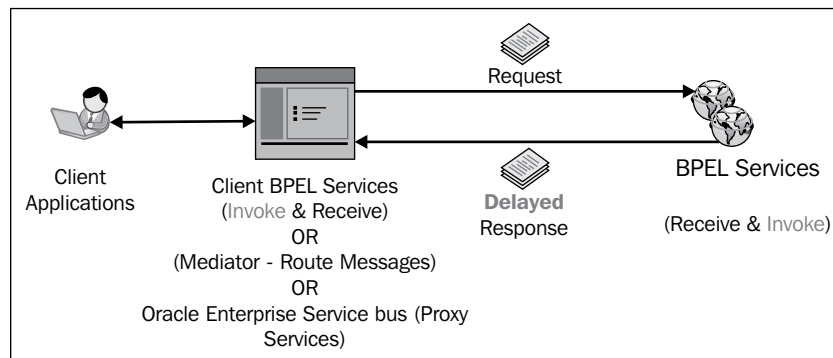 Request
Client
Applications
Client BPEL Services
(Invoke & Receive)
OR
(Mediator - Route Messages)
OR
Oracle Enterprise Service bus (Proxy
Services)
Delayed
Response
BPEL Services
(Receive & Invoke)